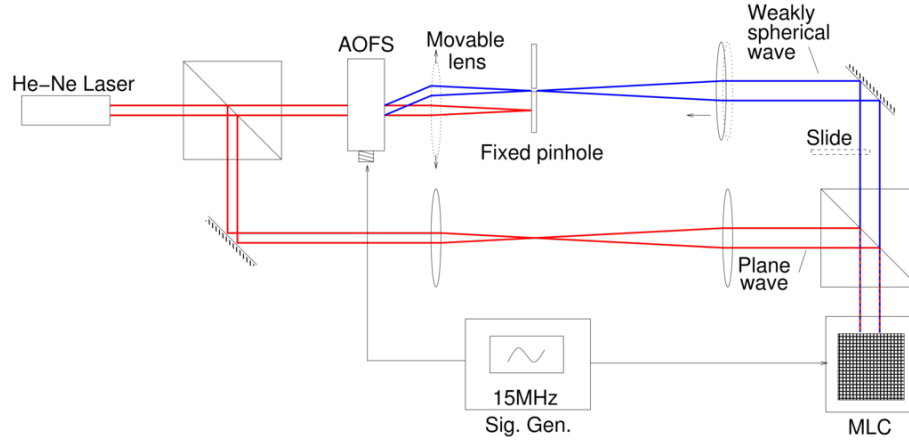 AOFS
Movable
lens
Weakly
spherical
wave
He–Ne Laser
Fixed pinhole
Slide
Plane
wave
15MHz
Sig. Gen.
MLC